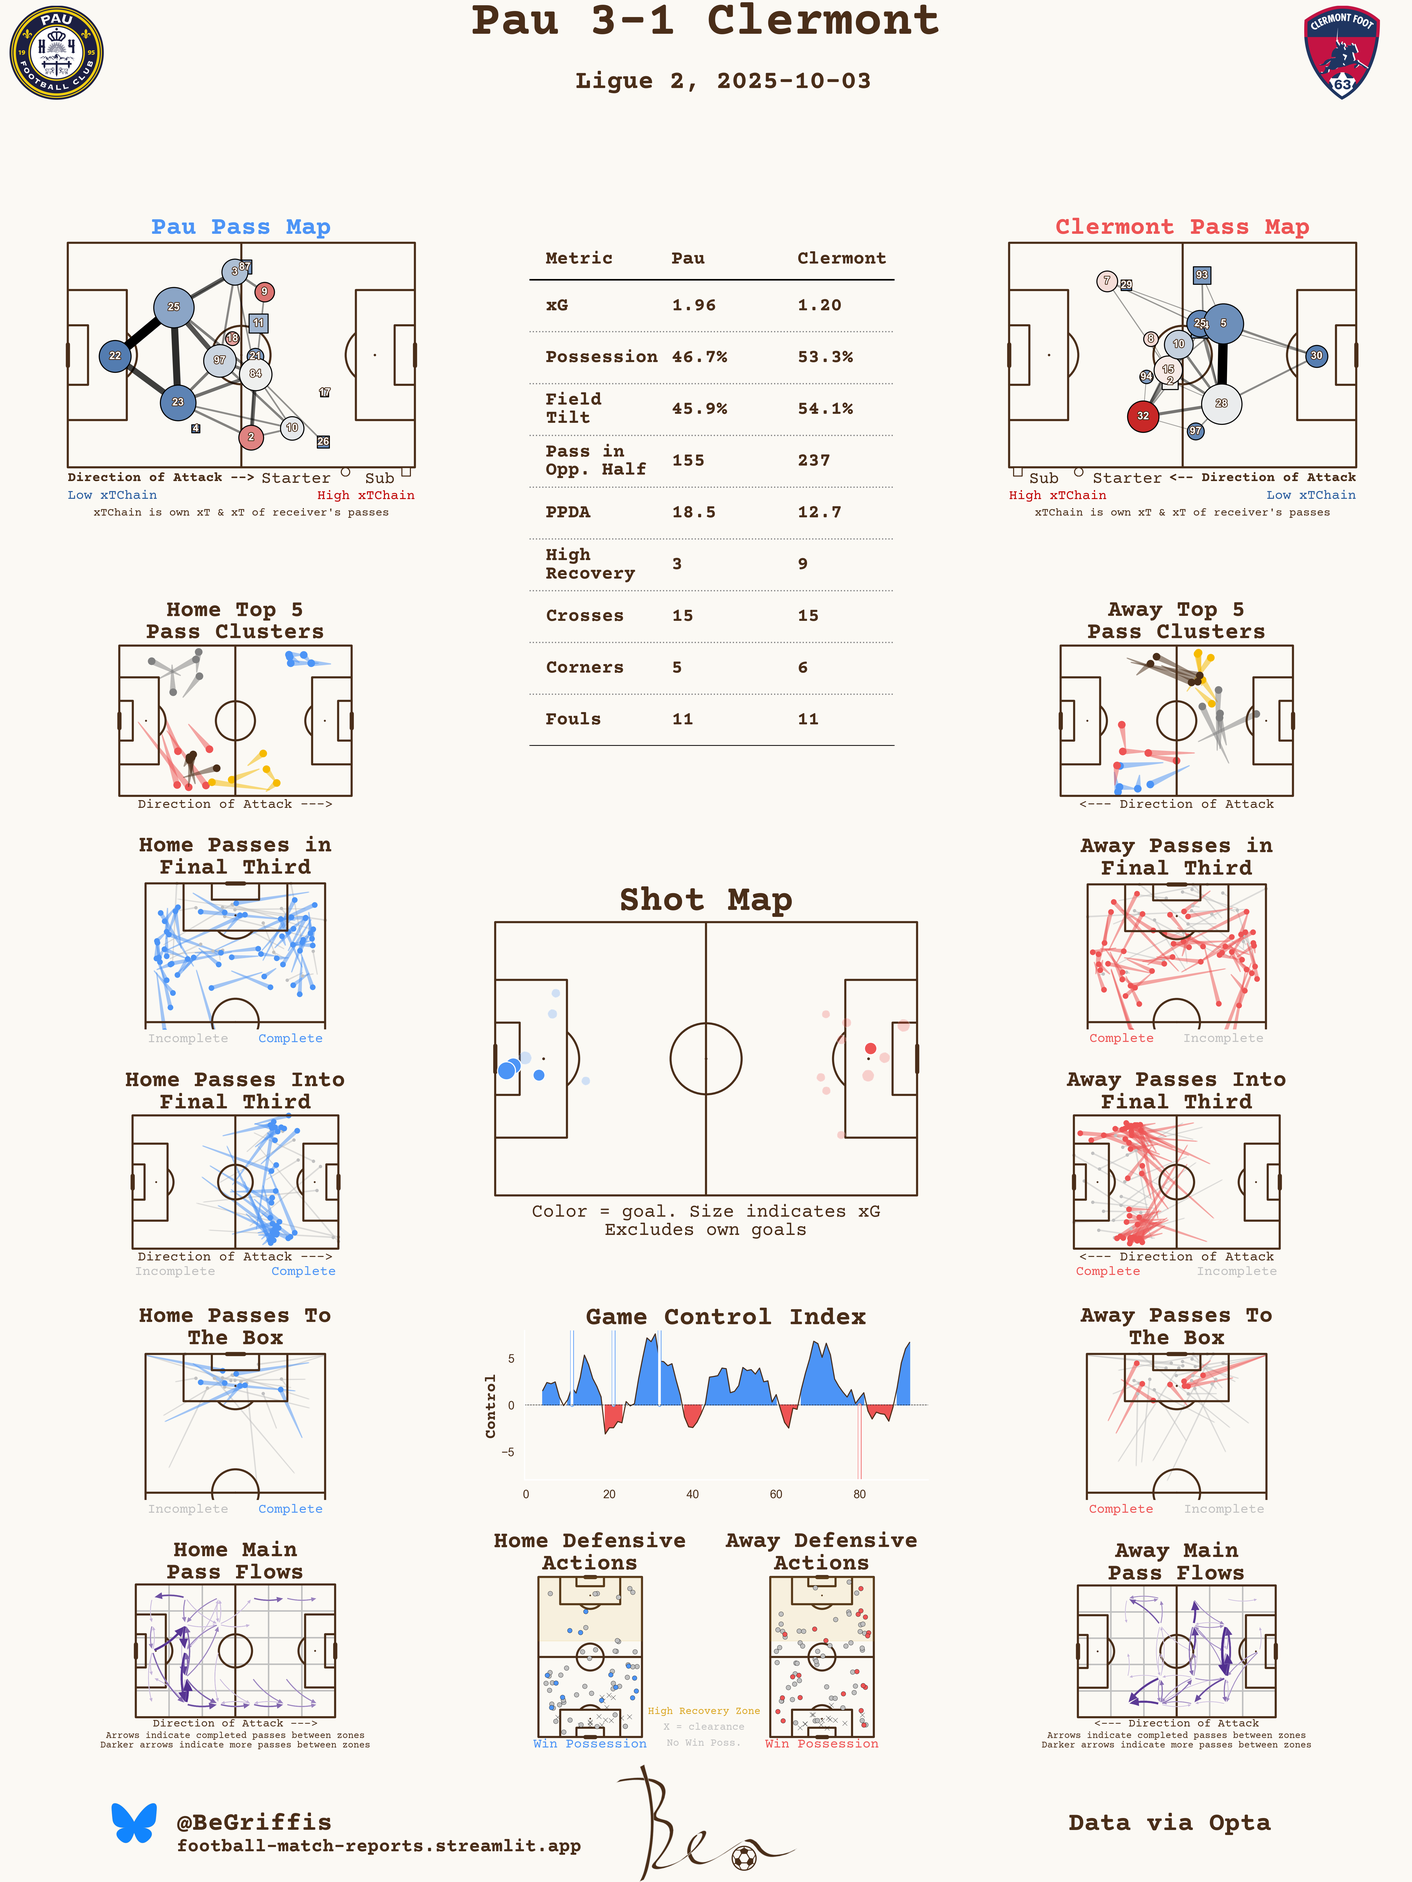 Pau 3-1 Clermont
Ligue 2, 2025-10-03
PAU
FOOTBALL CLUB
19 95
CLERMONT FOOT
63
Pau Pass Map
3
87
9
25
11
18
22
97
21
84
17
23
4
2
10
26
Direction of Attack --> Starter Sub
Low xTChain High xTChain
xTChain is own xT & xT of receiver's passes
Metric Pau Clermont
xG 1.96 1.20
Possession 46.7% 53.3%
Field
Tilt 45.9% 54.1%
Pass in
Opp. Half 155 237
PPDA 18.5 12.7
High
Recovery 3 9
Crosses 15 15
Corners 5 6
Fouls 11 11
Clermont Pass Map
7
29
93
25
5
8
10
30
15
94
2
32
28
97
Sub Starter <-- Direction of Attack
High xTChain Low xTChain
xTChain is own xT & xT of receiver's passes
Home Top 5
Pass Clusters
Direction of Attack --->
Away Top 5
Pass Clusters
<--- Direction of Attack
Home Passes in
Final Third
Incomplete Complete
Away Passes in
Final Third
Complete Incomplete
Shot Map
Color = goal. Size indicates xG
Excludes own goals
Home Passes Into
Final Third
Direction of Attack --->
Incomplete Complete
Away Passes Into
Final Third
<--- Direction of Attack
Complete Incomplete
Home Passes To
The Box
Incomplete Complete
Game Control Index
Control
5
0
−5
0 20 40 60 80
Away Passes To
The Box
Complete Incomplete
Home Main
Pass Flows
Direction of Attack --->
Arrows indicate completed passes between zones
Darker arrows indicate more passes between zones
Home Defensive
Actions
Win Possession
Away Defensive
Actions
Win Possession
High Recovery Zone
X = clearance
No Win Poss.
Away Main
Pass Flows
<--- Direction of Attack
Arrows indicate completed passes between zones
Darker arrows indicate more passes between zones
@BeGriffis
football-match-reports.streamlit.app
Ben
Data via Opta